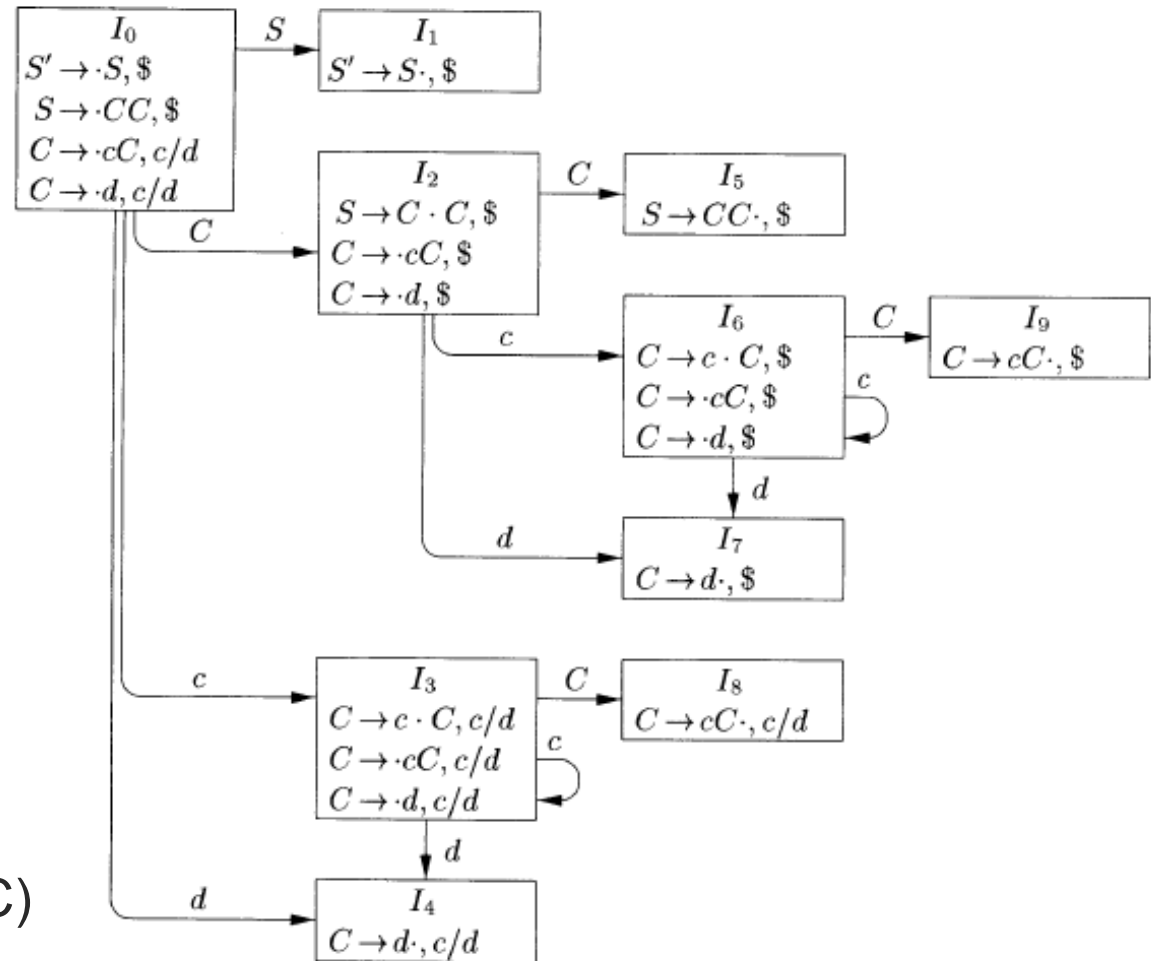 I₀
S′ → ·S, $
S → ·CC, $
C → ·cC, c/d
C → ·d, c/d
S
I₁
S′ → S·, $
C
I₂
S → C · C, $
C → ·cC, $
C → ·d, $
C
I₅
S → CC·, $
c
I₆
C → c · C, $
C → ·cC, $
C → ·d, $
C
I₉
C → cC·, $
c
d
d
I₇
C → d·, $
c
I₃
C → c · C, c/d
C → ·cC, c/d
C → ·d, c/d
C
I₈
C → cC·, c/d
c
d
d
I₄
C → d·, c/d
C)